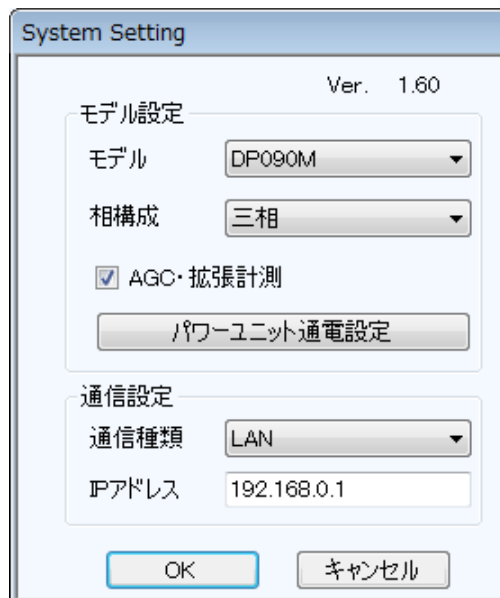 System Setting
Ver. 1.60
モデル設定
モデル DP090M
相構成 三相
AGC・拡張計測
パワーユニット通電設定
通信設定
通信種類 LAN
IPアドレス 192.168.0.1
OK キャンセル